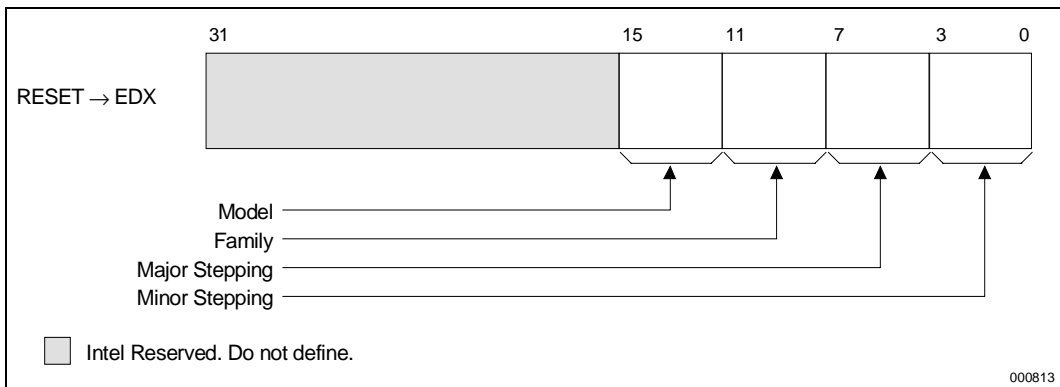 31 15 11 7 3 0
RESET → EDX
Model
Family
Major Stepping
Minor Stepping
Intel Reserved. Do not define.
000813